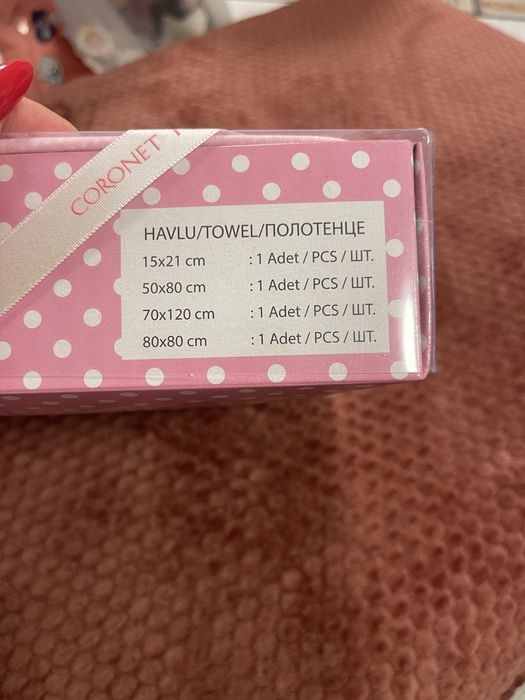 CORONET
HAVLU/TOWEL/ПОЛОТЕНЦЕ
15x21 cm : 1 Adet / PCS / ШТ.
50x80 cm : 1 Adet / PCS / ШТ.
70x120 cm : 1 Adet / PCS / ШТ.
80x80 cm : 1 Adet / PCS / ШТ.